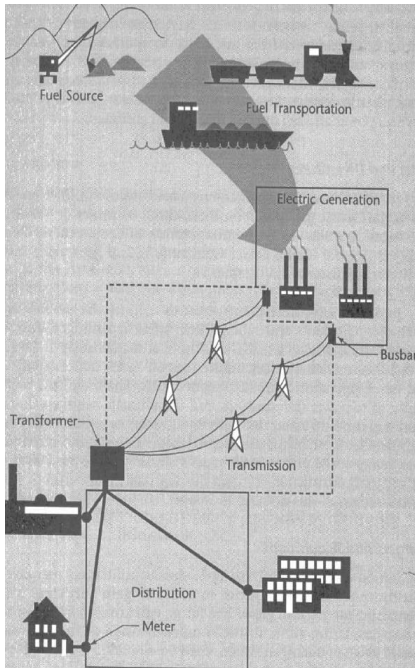 Fuel Source
Fuel Transportation
Electric Generation
Busbar
Transformer
Transmission
Distribution
Meter